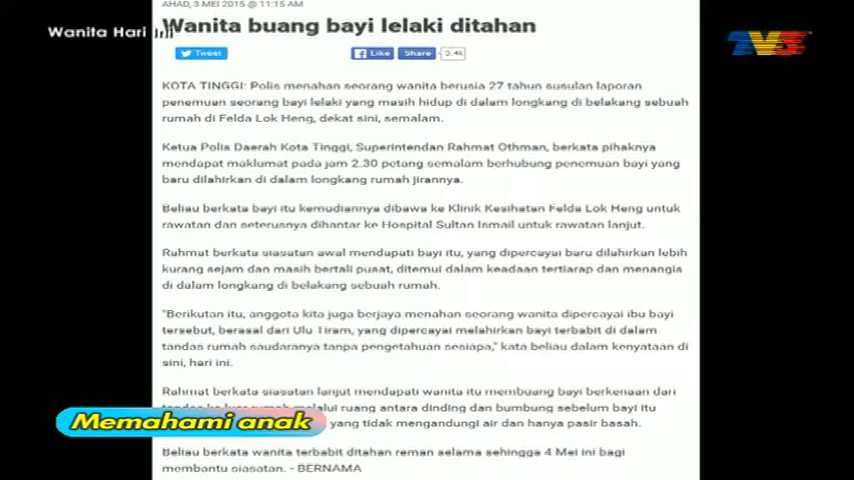 AHAD, 3 MEI 2015 @ 11:15 AM
Wanita Hari Ini
Wanita buang bayi lelaki ditahan
TV3
Tweet
Like
Share
3.4k
KOTA TINGGI: Polis menahan seorang wanita berusia 27 tahun susulan laporan
penemuan seorang bayi lelaki yang masih hidup di dalam longkang di belakang sebuah
rumah di Felda Lok Heng, dekat sini, semalam.
Ketua Polis Daerah Kota Tinggi, Superintendan Rahmat Othman, berkata pihaknya
mendapat maklumat pada jam 2.30 petang semalam berhubung penemuan bayi yang
baru dilahirkan di dalam longkang rumah jirannya.
Beliau berkata bayi itu kemudiannya dibawa ke Klinik Kesihatan Felda Lok Heng untuk
rawatan dan seterusnya dihantar ke Hospital Sultan Ismail untuk rawatan lanjut.
Rahmat berkata siasatan awal mendapati bayi itu, yang dipercayai baru dilahirkan lebih
kurang sejam dan masih bertali pusat, ditemui dalam keadaan tertiarap dan menangis
di dalam longkang di belakang sebuah rumah.
"Berikutan itu, anggota kita juga berjaya menahan seorang wanita dipercayai ibu bayi
tersebut, berasal dari Ulu Tiram, yang dipercayai melahirkan bayi terbabit di dalam
tandas rumah saudaranya tanpa pengetahuan sesiapa," kata beliau dalam kenyataan di
sini, hari ini.
Rahmat berkata siasatan lanjut mendapati wanita itu membuang bayi berkenaan dari
ruang antara dinding dan bumbung sebelum bayi itu
Memahami anak
yang tidak mengandungi air dan hanya pasir basah.
Beliau berkata wanita terbabit ditahan reman selama sehingga 4 Mei ini bagi
membantu siasatan. - BERNAMA